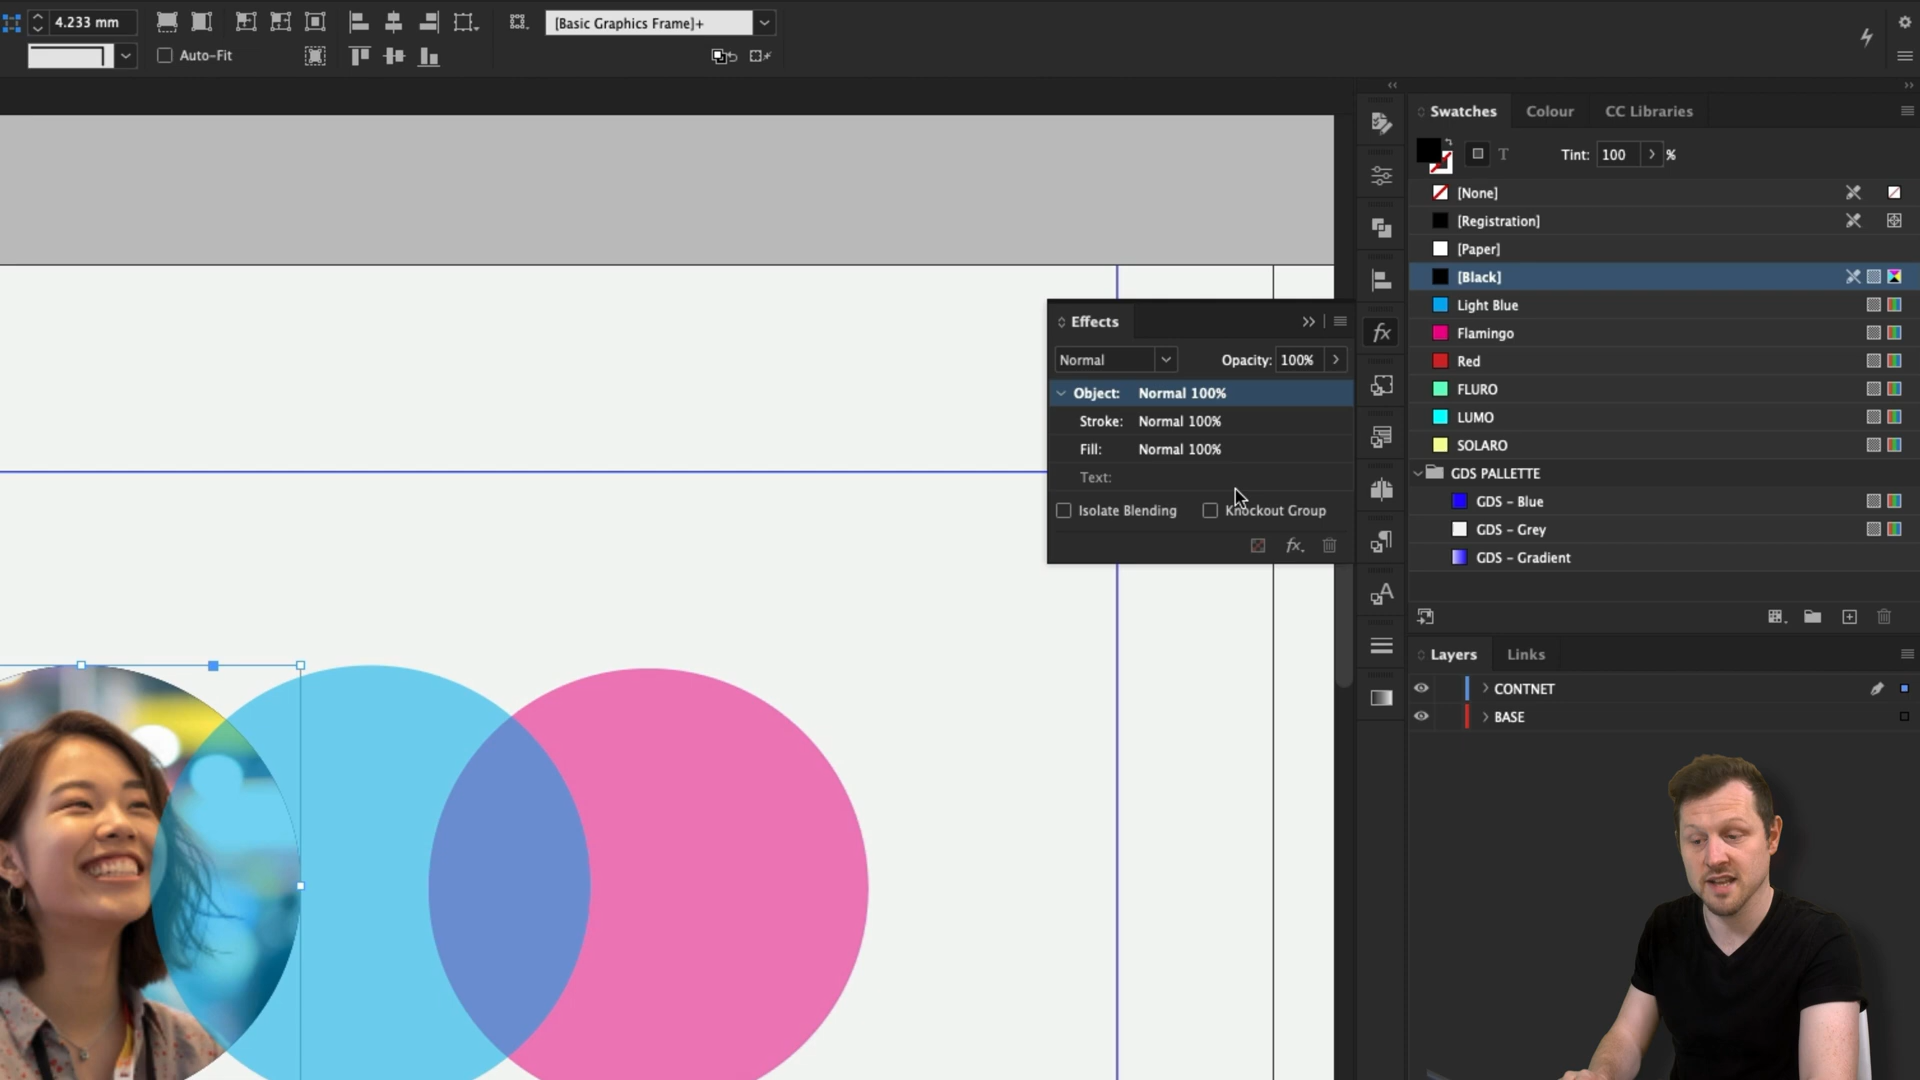 4.233 mm
[Basic Graphics Frame]+
Auto-Fit
Swatches
Colour
CC Libraries
T
Tint: 100 %
[None]
[Registration]
[Paper]
[Black]
Light Blue
Flamingo
Red
FLURO
LUMO
SOLARO
GDS PALLETTE
GDS - Blue
GDS - Grey
GDS - Gradient
Effects
Normal
Opacity: 100%
Object: Normal 100%
Stroke: Normal 100%
Fill: Normal 100%
Text:
Isolate Blending
Knockout Group
fx.
fx
A
Layers
Links
CONTNET
BASE